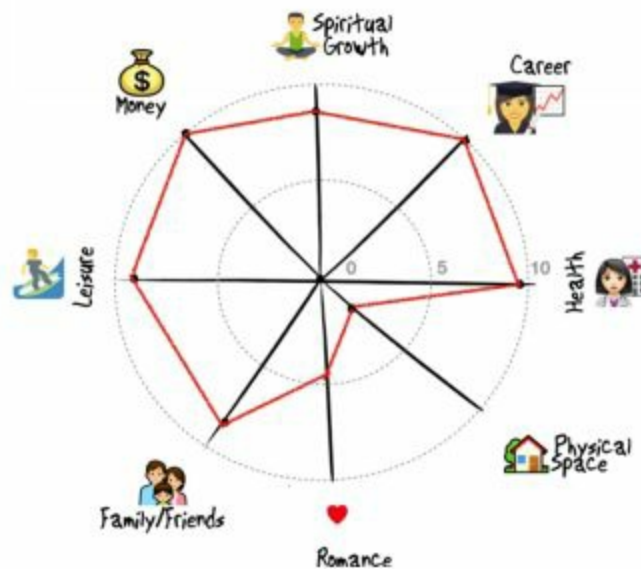 Spiritual
Growth
Career
$
Money
0
5
10
Leisure
Health
Physical
Space
Family/Friends
Romance